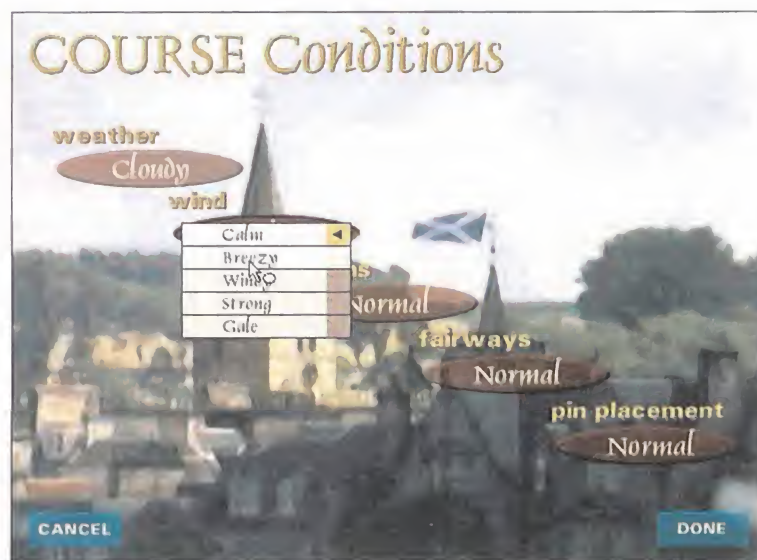 COURSE Conditions
weather
Cloudy
wind
Calm
Breezy
Windy
Strong
Gale
Normal
fairways
Normal
pin placement
Normal
CANCEL
DONE